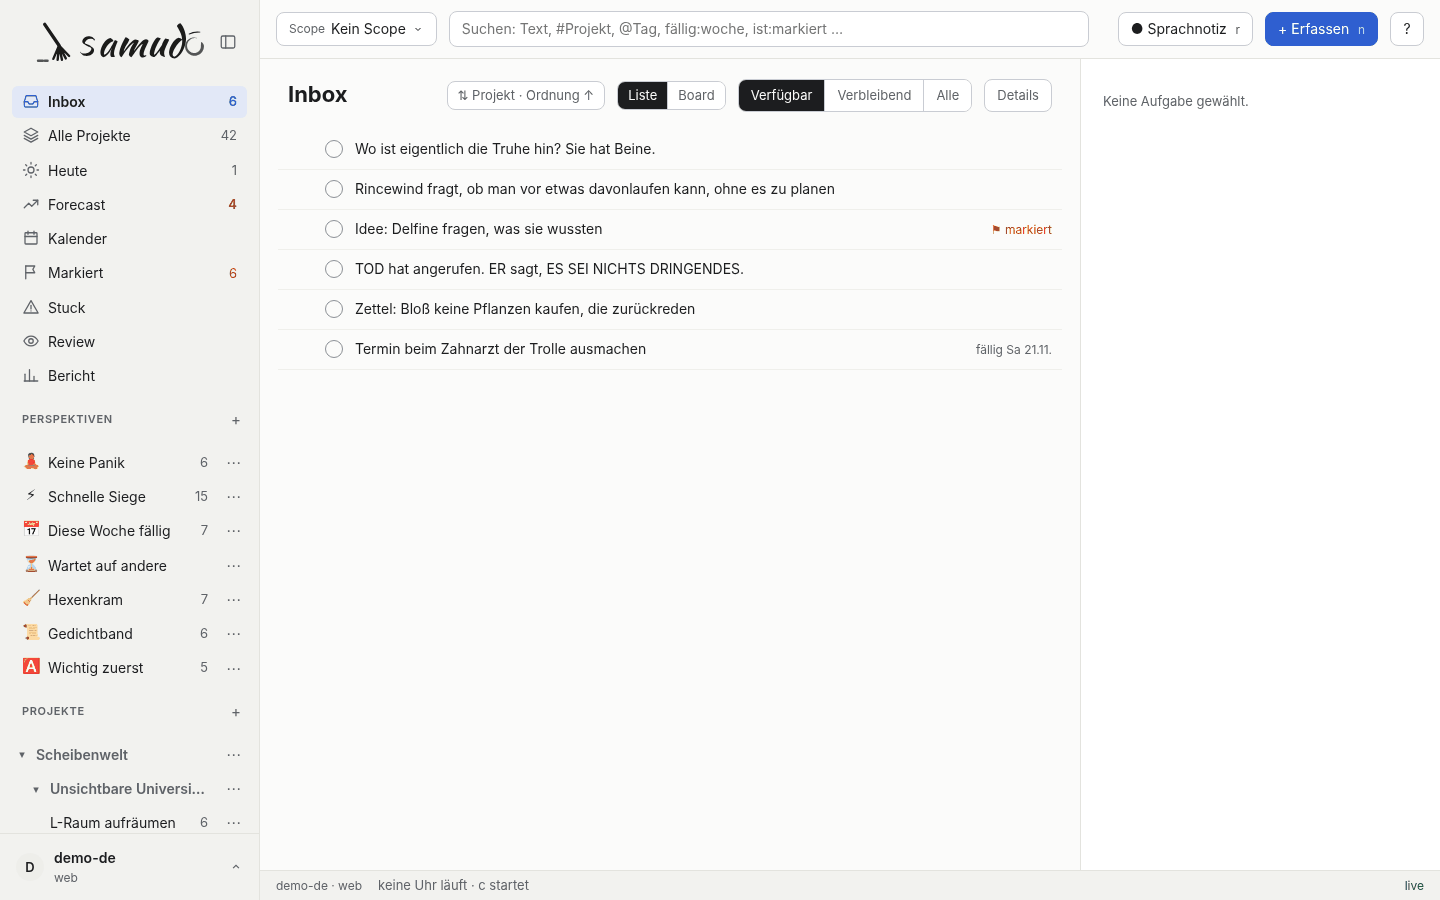 samudo
Inbox 6
Alle Projekte 42
Heute 1
Forecast 4
Kalender
Markiert 6
Stuck
Review
Bericht
PERSPEKTIVEN +
Keine Panik 6 ...
Schnelle Siege 15 ...
Diese Woche fällig 7 ...
Wartet auf andere ...
Hexenkram 7 ...
Gedichtband 6 ...
Wichtig zuerst 5 ...
PROJEKTE +
Scheibenwelt ...
Unsichtbare Universi... ...
L-Raum aufräumen 6 ...
D demo-de
web
Scope Kein Scope
Suchen: Text, #Projekt, @Tag, fällig:woche, ist:markiert ...
Sprachnotiz r
+ Erfassen n
?
Inbox
⇅ Projekt · Ordnung ↑
Liste Board
Verfügbar Verbleibend Alle
Details
Wo ist eigentlich die Truhe hin? Sie hat Beine.
Rincewind fragt, ob man vor etwas davonlaufen kann, ohne es zu planen
Idee: Delfine fragen, was sie wussten ⚑ markiert
TOD hat angerufen. ER sagt, ES SEI NICHTS DRINGENDES.
Zettel: Bloß keine Pflanzen kaufen, die zurückreden
Termin beim Zahnarzt der Trolle ausmachen fällig Sa 21.11.
Keine Aufgabe gewählt.
demo-de · web keine Uhr läuft · c startet
live